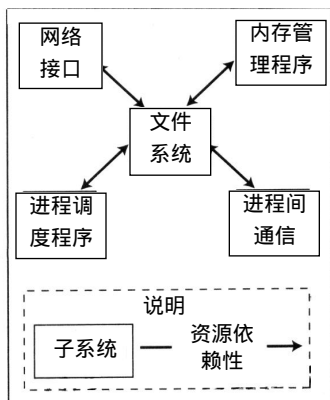 网络
接口
内存管
理程序
文件
系统
进程调
度程序
进程间
通信
说明
子系统
资源依
赖性